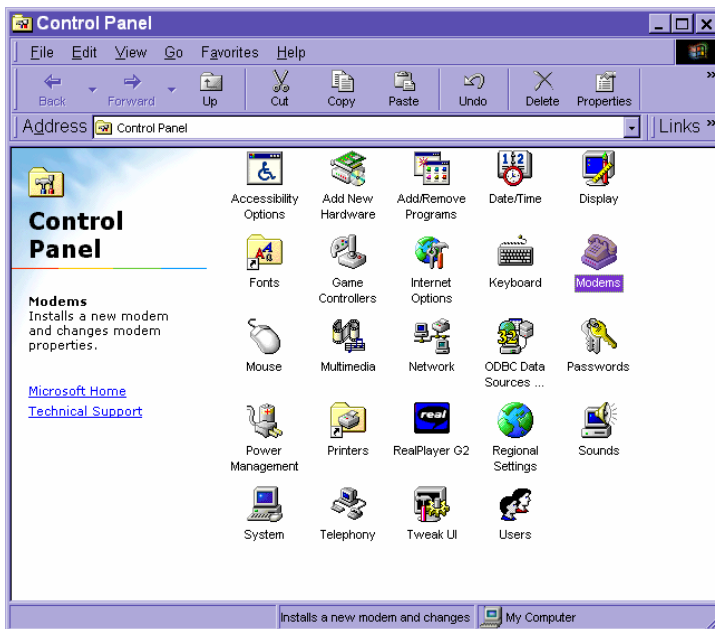 Control Panel
File Edit View Go Favorites Help
Back Forward Up Cut Copy Paste Undo Delete Properties »
Address Control Panel Links »
Control
Panel
Modems
Installs a new modem
and changes modem
properties.
Microsoft Home
Technical Support
Accessibility
Options
Add New
Hardware
Add/Remove
Programs
Date/Time
Display
Fonts
Game
Controllers
Internet
Options
Keyboard
Modems
Mouse
Multimedia
Network
ODBC Data
Sources ...
Passwords
Power
Management
Printers
real
RealPlayer G2
Regional
Settings
Sounds
System
Telephony
Tweak UI
Users
Installs a new modem and changes My Computer